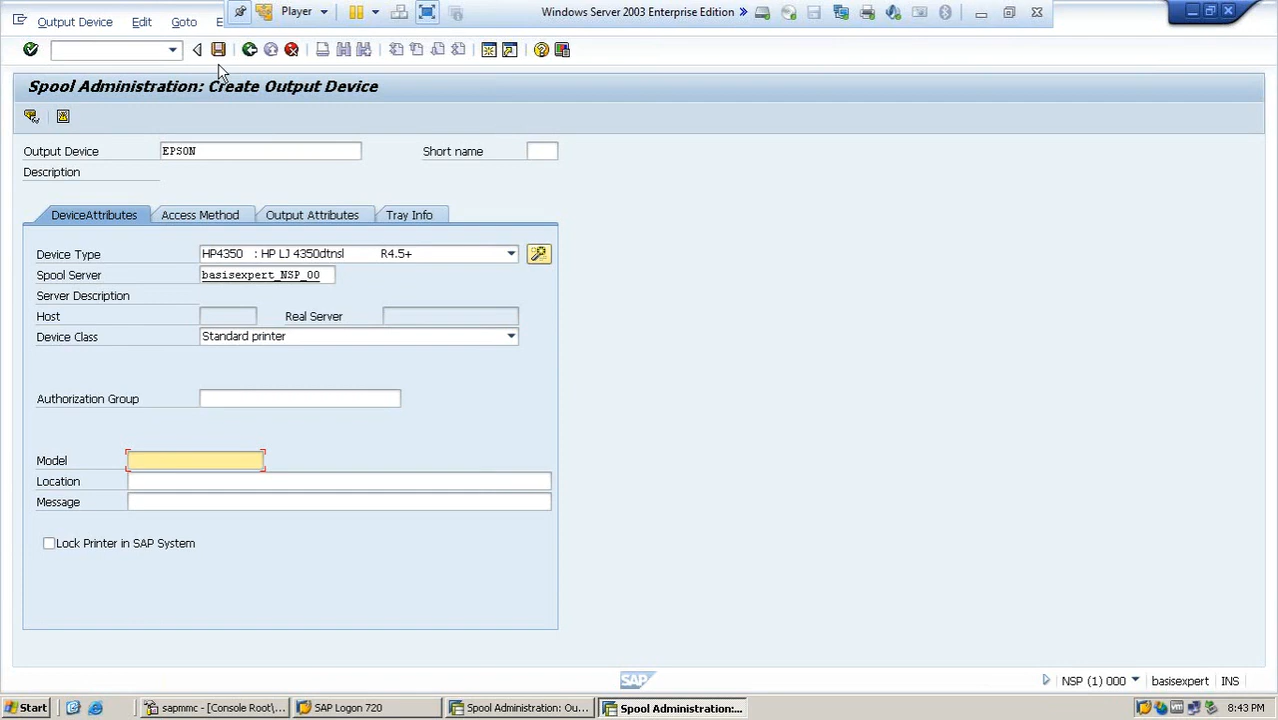 Output Device Edit Goto E Player Windows Server 2003 Enterprise Edition »
Spool Administration: Create Output Device
Output Device EPSON Short name
Description
DeviceAttributes Access Method Output Attributes Tray Info
Device Type HP4350 : HP LJ 4350dtnsl R4.5+
Spool Server basisexpert_NSP_00
Server Description
Host Real Server
Device Class Standard printer
Authorization Group
Model
Location
Message
Lock Printer in SAP System
SAP
NSP (1) 000 basisexpert INS
Start sapmmc - [Console Root\... SAP Logon 720 Spool Administration: Ou... Spool Administration:... 8:43 PM